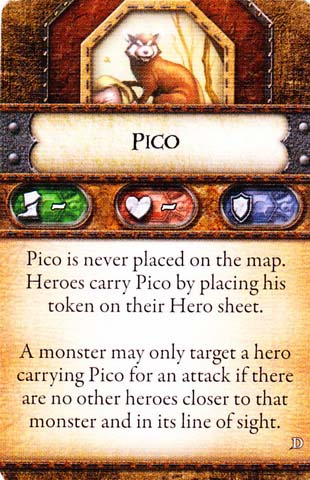 PICO
- -
Pico is never placed on the map.
Heroes carry Pico by placing his
token on their Hero sheet.
A monster may only target a hero
carrying Pico for an attack if there
are no other heroes closer to that
monster and in its line of sight.
D